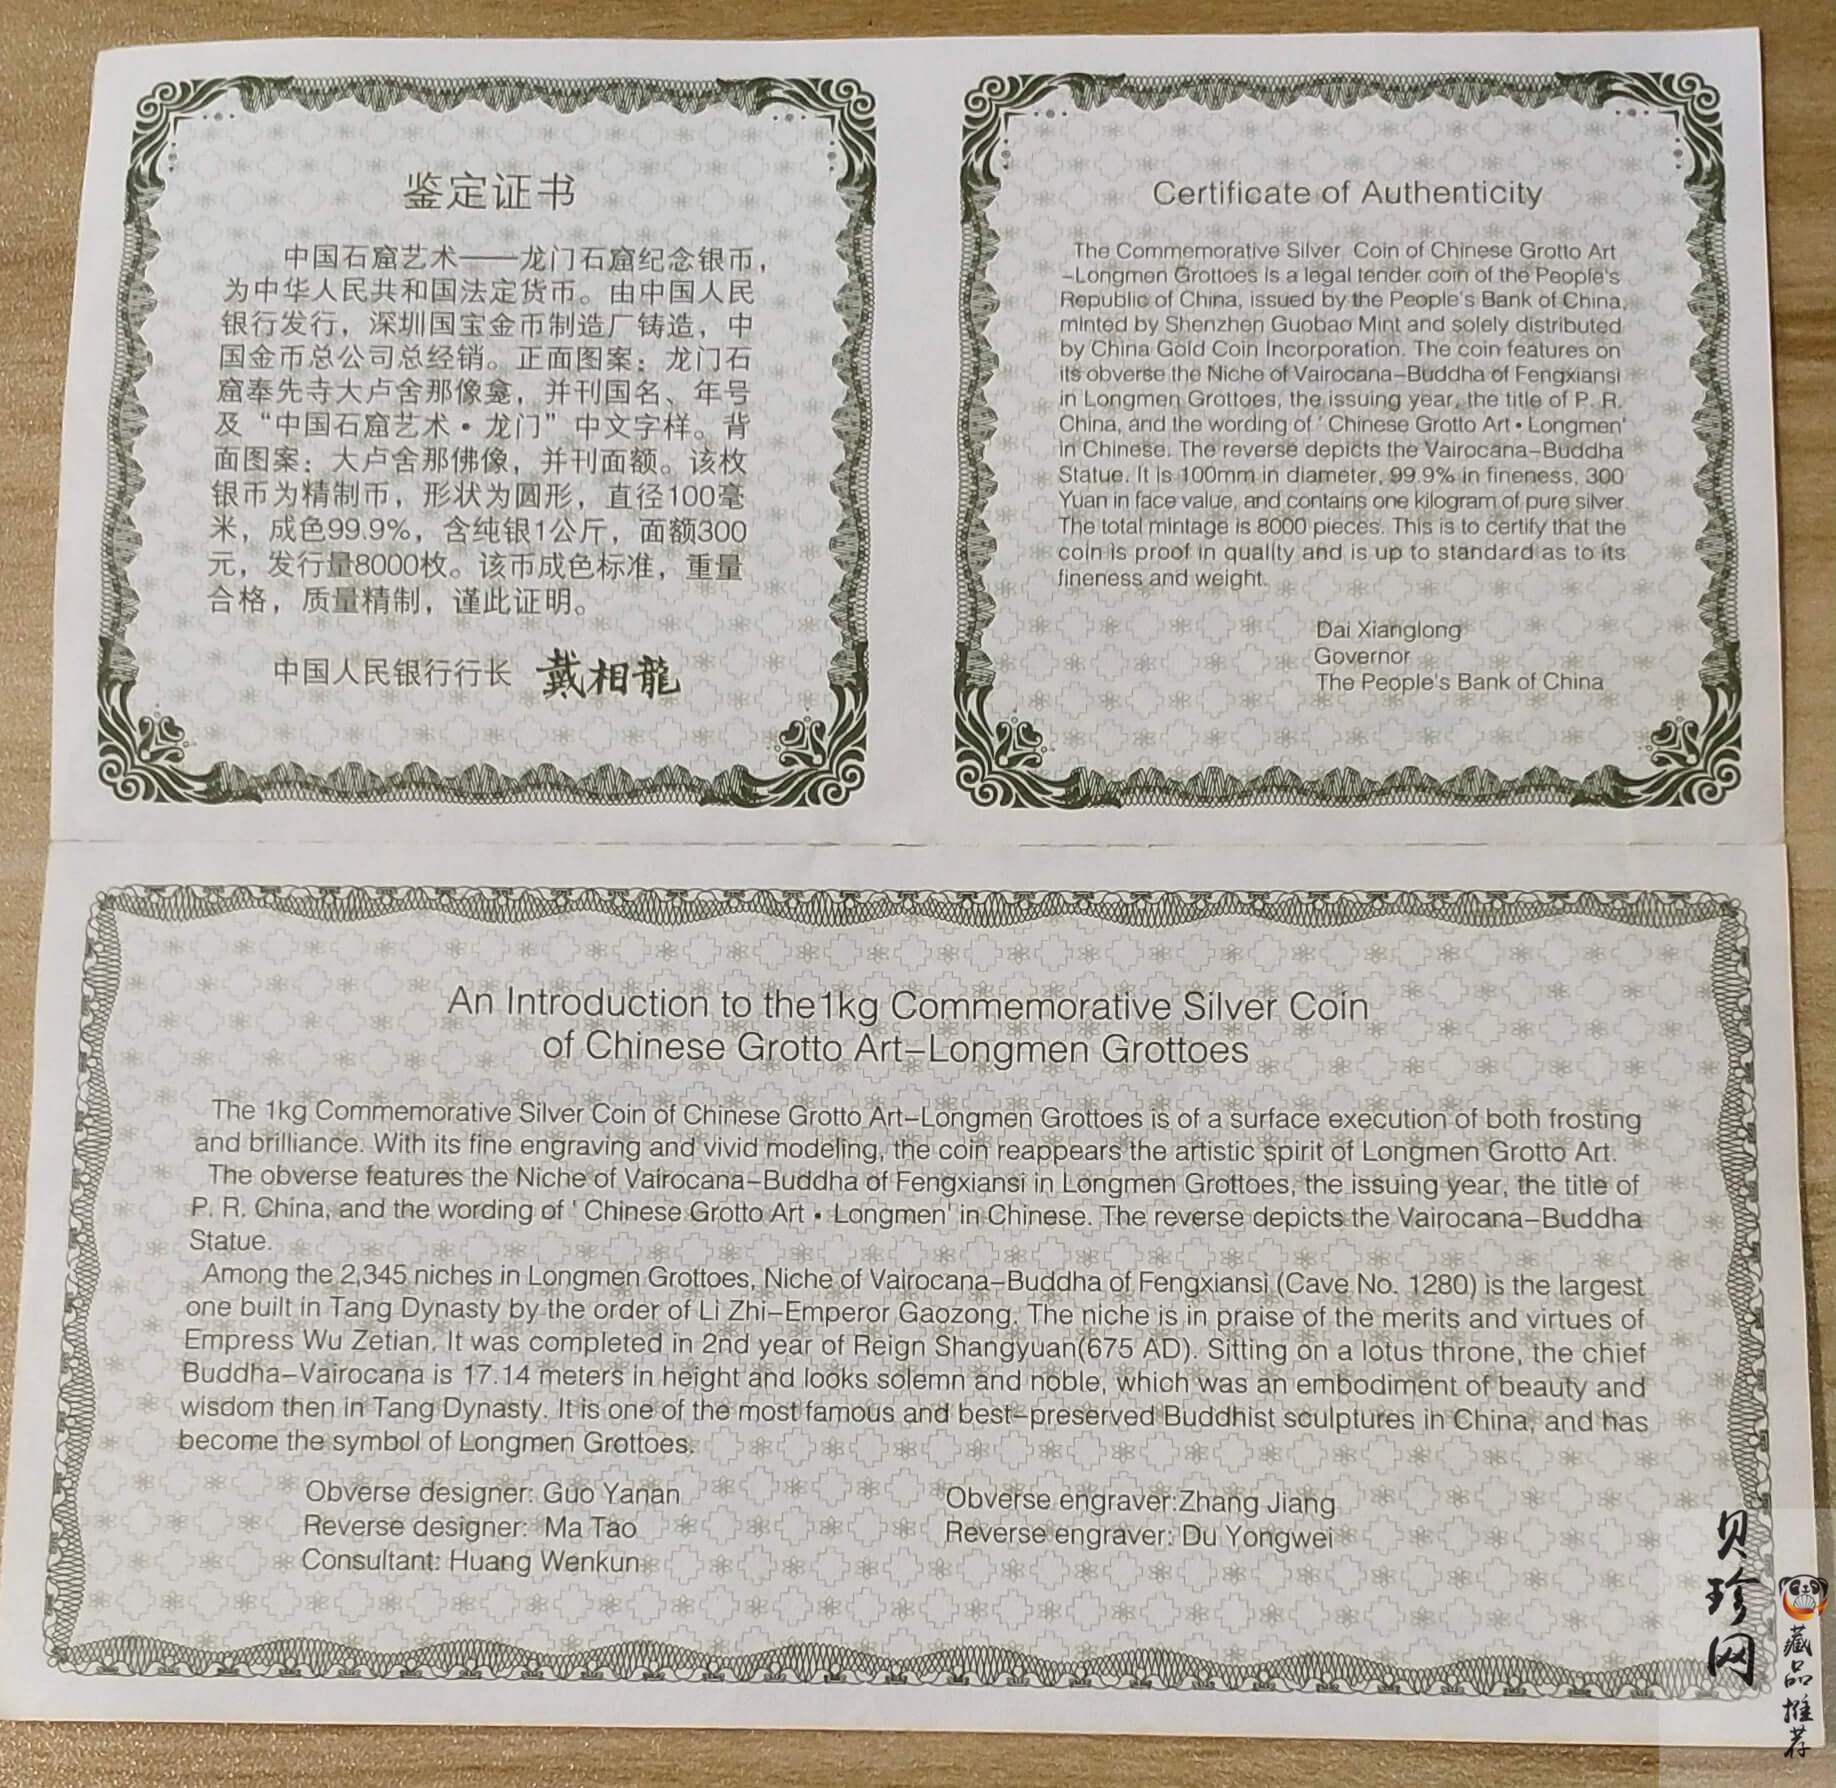 鉴定证书
中国石窟艺术——龙门石窟纪念银币，
为中华人民共和国法定货币。由中国人民
银行发行，深圳国宝金币制造厂铸造，中
国金币总公司总经销。正面图案：龙门石
窟奉先寺大卢舍那像龛，并刊国名、年号
及“中国石窟艺术•龙门”中文字样。背
面图案：大卢舍那佛像，并刊面额。该枚
银币为精制币，形状为圆形，直径100毫
米，成色99.9%，含纯银1公斤，面额300
元，发行量8000枚。该币成色标准，重量
合格，质量精制，谨此证明。
中国人民银行行长 戴相龍
Certificate of Authenticity
The Commemorative Silver Coin of Chinese Grotto Art
-Longmen Grottoes is a legal tender coin of the People's
Republic of China, issued by the People's Bank of China,
minted by Shenzhen Guobao Mint and solely distributed
by China Gold Coin Incorporation. The coin features on
its obverse the Niche of Vairocana-Buddha of Fengxiansi
in Longmen Grottoes, the issuing year, the title of P. R.
China, and the wording of ' Chinese Grotto Art • Longmen'
in Chinese. The reverse depicts the Vairocana-Buddha
Statue. It is 100mm in diameter, 99.9% in fineness, 300
Yuan in face value, and contains one kilogram of pure silver
The total mintage is 8000 pieces. This is to certify that the
coin is proof in quality and is up to standard as to its
fineness and weight.
Dai Xianglong
Governor
The People's Bank of China
An Introduction to the1kg Commemorative Silver Coin
of Chinese Grotto Art-Longmen Grottoes
The 1kg Commemorative Silver Coin of Chinese Grotto Art-Longmen Grottoes is of a surface execution of both frosting
and brilliance. With its fine engraving and vivid modeling, the coin reappears the artistic spirit of Longmen Grotto Art.
The obverse features the Niche of Vairocana-Buddha of Fengxiansi in Longmen Grottoes, the issuing year, the title of
P. R. China, and the wording of ' Chinese Grotto Art • Longmen' in Chinese. The reverse depicts the Vairocana-Buddha
Statue.
Among the 2,345 niches in Longmen Grottoes, Niche of Vairocana-Buddha of Fengxiansi (Cave No. 1280) is the largest
one built in Tang Dynasty by the order of Li Zhi-Emperor Gaozong. The niche is in praise of the merits and virtues of
Empress Wu Zetian. It was completed in 2nd year of Reign Shangyuan(675 AD). Sitting on a lotus throne, the chief
Buddha-Vairocana is 17.14 meters in height and looks solemn and noble, which was an embodiment of beauty and
wisdom then in Tang Dynasty. It is one of the most famous and best-preserved Buddhist sculptures in China, and has
become the symbol of Longmen Grottoes.
Obverse designer: Guo Yanan
Reverse designer: Ma Tao
Consultant: Huang Wenkun
Obverse engraver:Zhang Jiang
Reverse engraver: Du Yongwei
贝珍网
藏品推荐